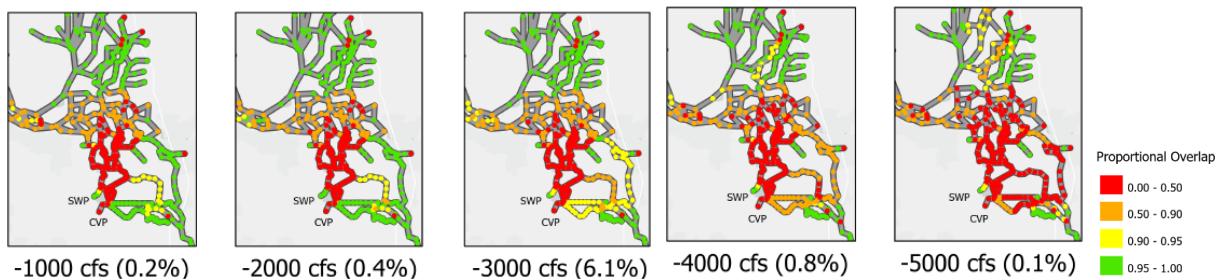 SWP
CVP
-1000 cfs (0.2%)
SWP
CVP
-2000 cfs (0.4%)
SWP
CVP
-3000 cfs (6.1%)
SWP
CVP
-4000 cfs (0.8%)
SWP
CVP
-5000 cfs (0.1%)
Proportional Overlap
0.00 - 0.50
0.50 - 0.90
0.90 - 0.95
0.95 - 1.00